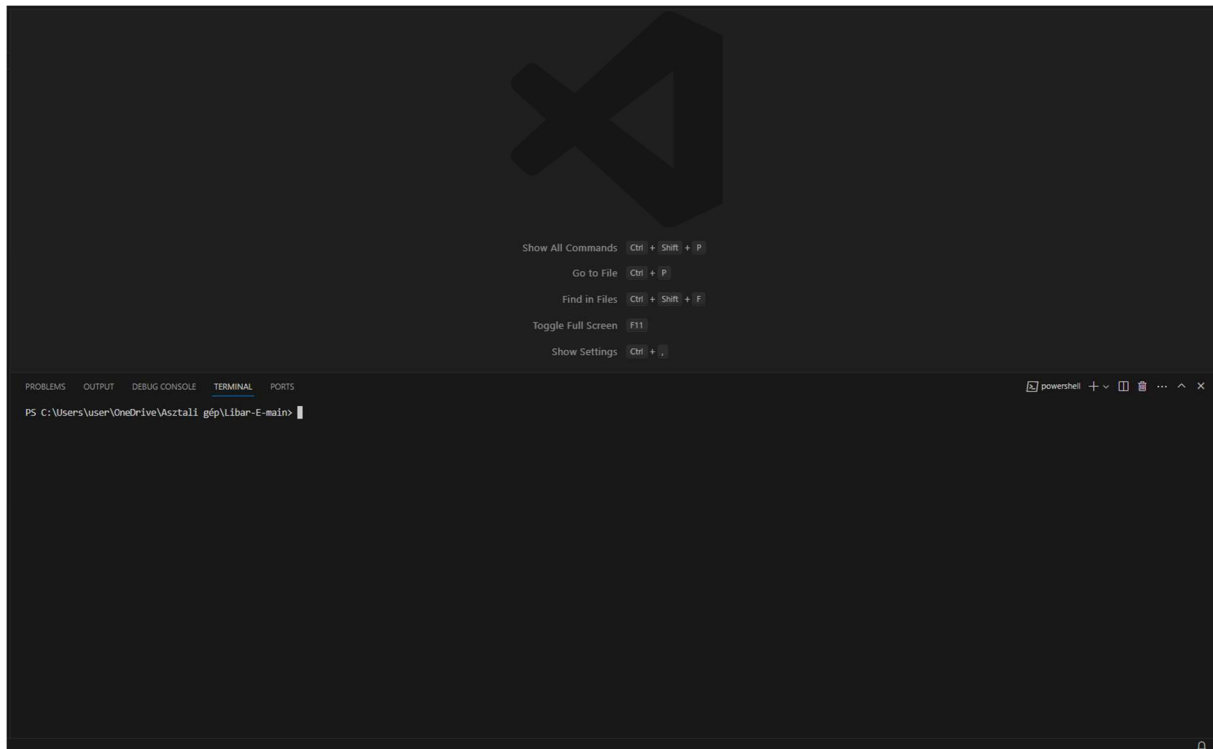 Show All Commands Ctrl + Shift + P
Go to File Ctrl + P
Find in Files Ctrl + Shift + F
Toggle Full Screen F11
Show Settings Ctrl + ,
PROBLEMS OUTPUT DEBUG CONSOLE TERMINAL PORTS powershell
PS C:\Users\user\OneDrive\Asztali gép\Libar-E-main>